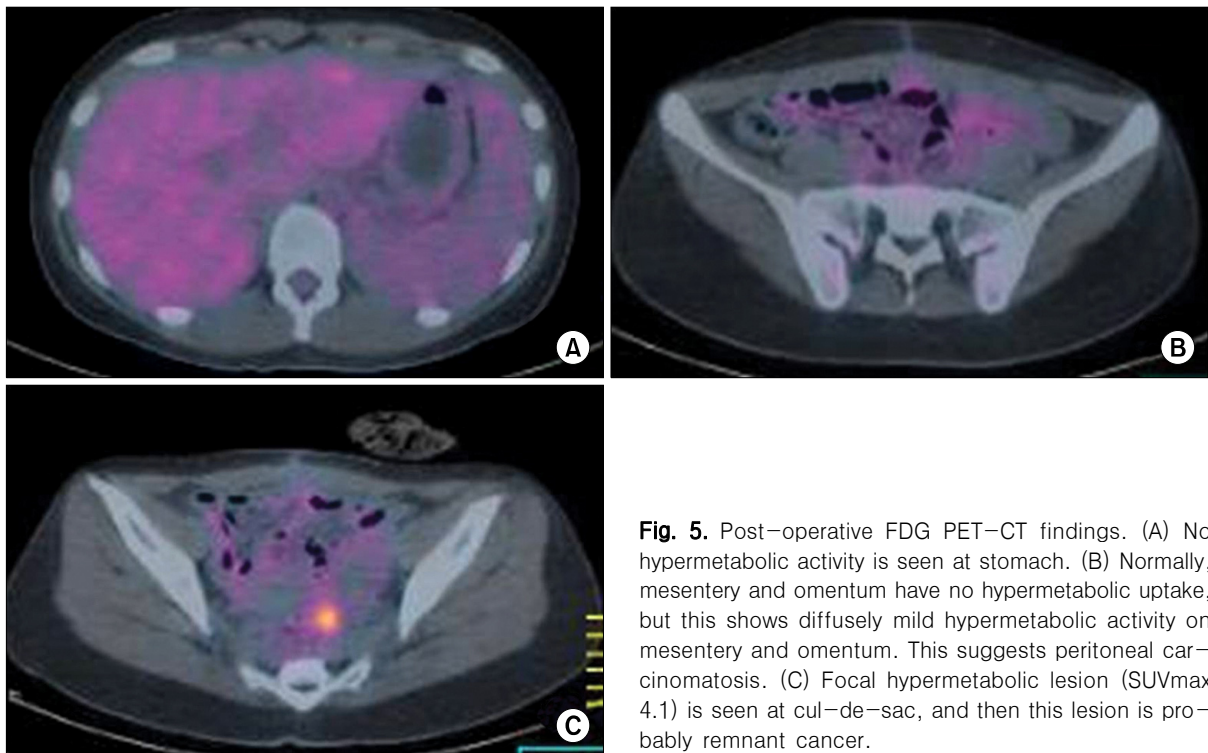 A
B
C
Fig. 5. Post-operative FDG PET-CT findings. (A) No
hypermetabolic activity is seen at stomach. (B) Normally,
mesentery and omentum have no hypermetabolic uptake,
but this shows diffusely mild hypermetabolic activity on
mesentery and omentum. This suggests peritoneal car-
cinomatosis. (C) Focal hypermetabolic lesion (SUVmax
4.1) is seen at cul-de-sac, and then this lesion is pro-
bably remnant cancer.